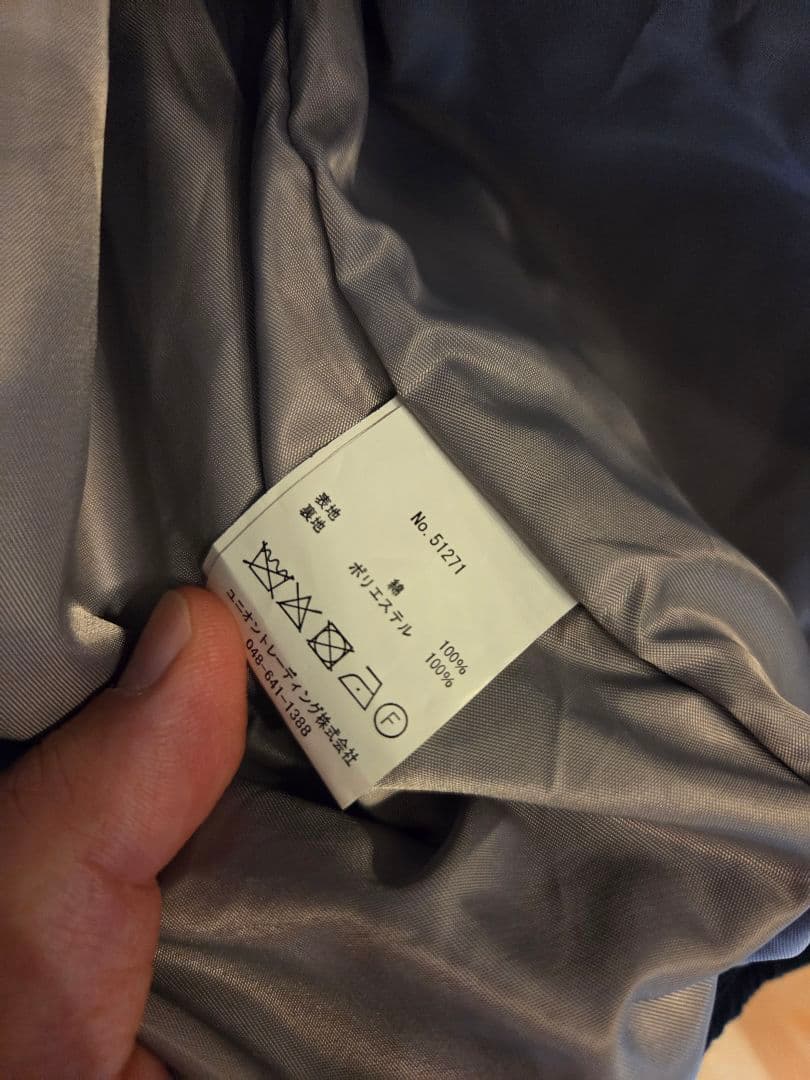 No. 51271
表地 綿 100%
裏地 ポリエステル 100%
F
ユニオントレーディング株式会社
048-641-1388